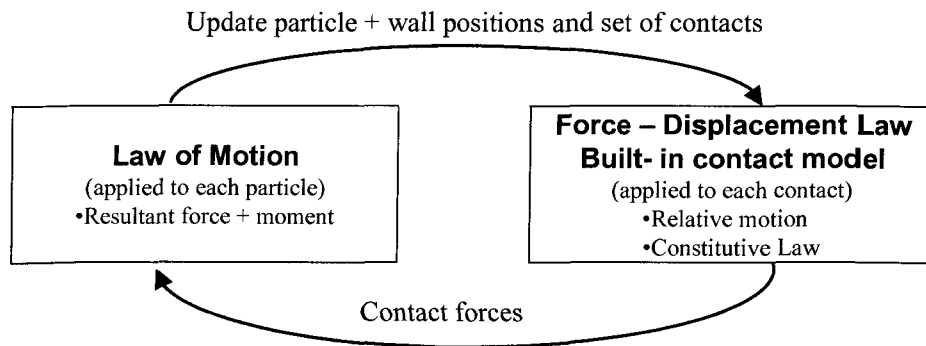 Update particle + wall positions and set of contacts
Law of Motion
(applied to each particle)
•Resultant force + moment
Force – Displacement Law
Built- in contact model
(applied to each contact)
•Relative motion
•Constitutive Law
Contact forces